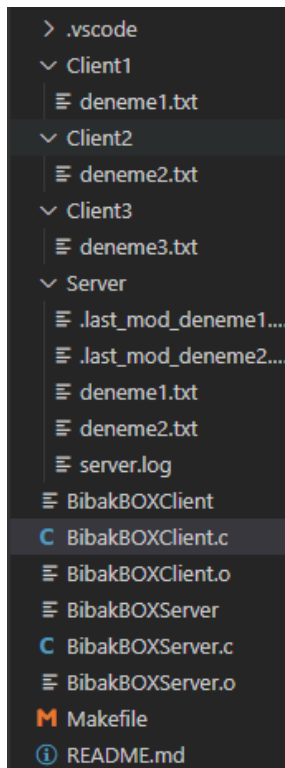 .vscode
Client1
deneme1.txt
Client2
deneme2.txt
Client3
deneme3.txt
Server
.last_mod_deneme1....
.last_mod_deneme2....
deneme1.txt
deneme2.txt
server.log
BibakBOXClient
C BibakBOXClient.c
BibakBOXClient.o
BibakBOXServer
C BibakBOXServer.c
BibakBOXServer.o
M Makefile
README.md